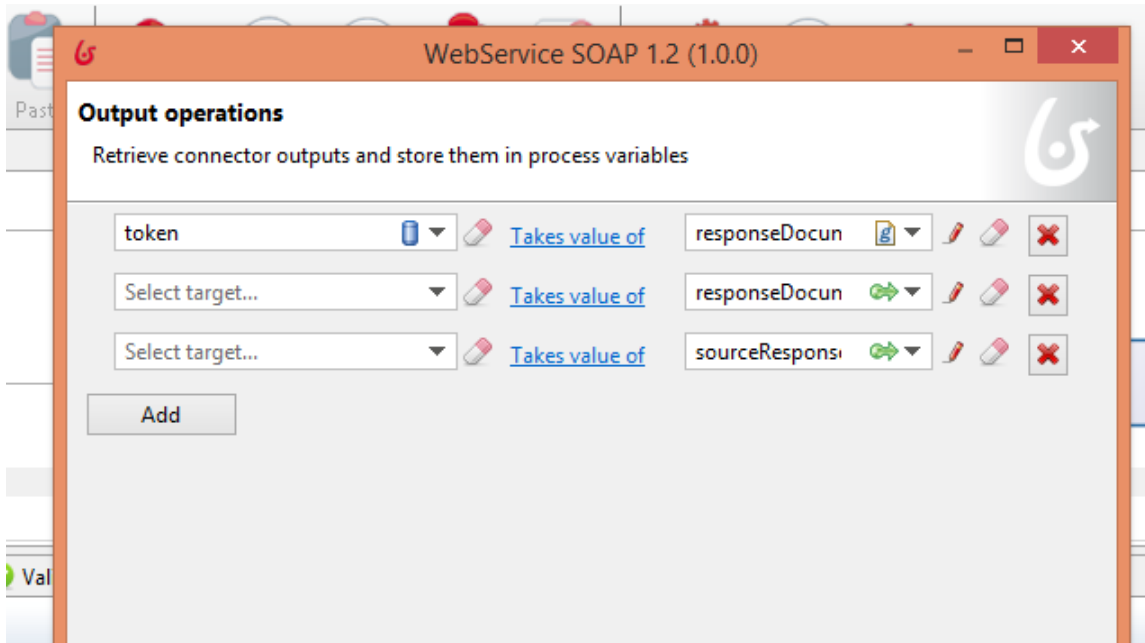 WebService SOAP 1.2 (1.0.0)
Past
Output operations
Retrieve connector outputs and store them in process variables
token Takes value of responseDocun
Select target... Takes value of responseDocun
Select target... Takes value of sourceRespons
Add
Val